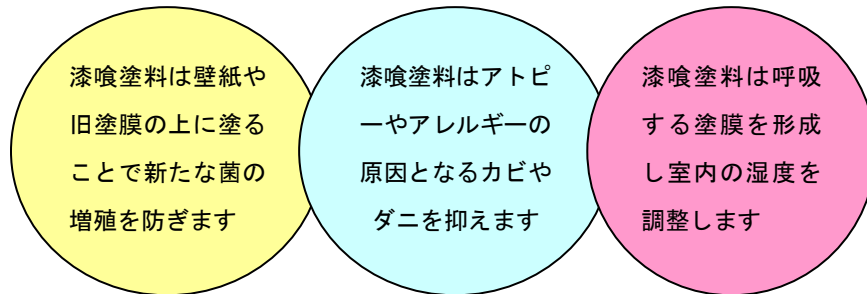 漆喰塗料は壁紙や
旧塗膜の上に塗る
ことで新たな菌の
増殖を防ぎます
漆喰塗料はアトピ
ーやアレルギーの
原因となるカビや
ダニを抑えます
漆喰塗料は呼吸
する塗膜を形成
し室内の湿度を
調整します